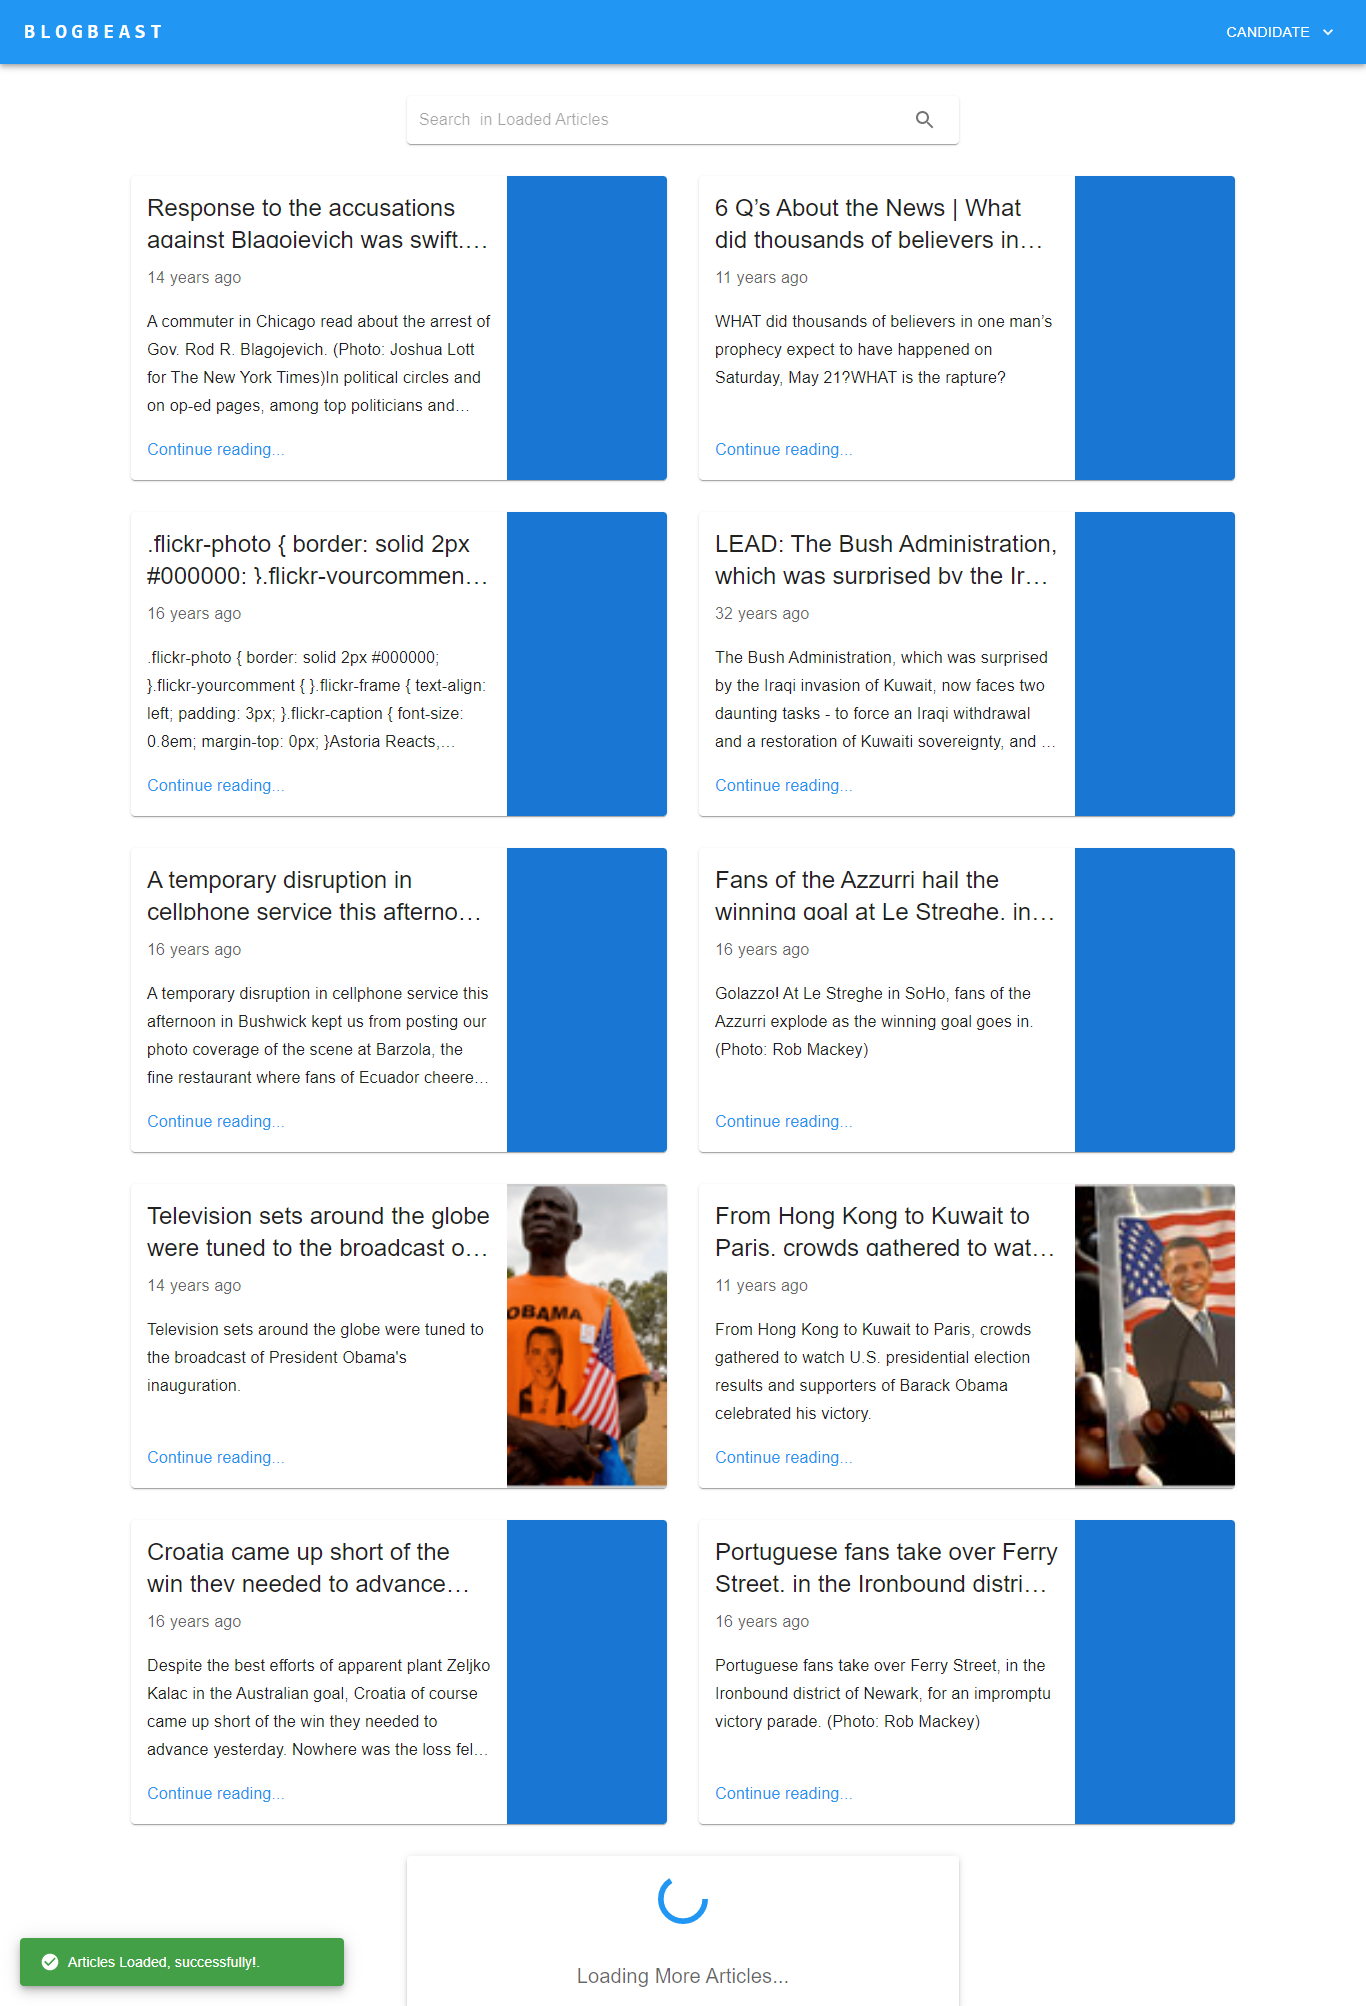 BLOGBEAST
CANDIDATE
Search in Loaded Articles
Response to the accusations
against Blagojevich was swift....
14 years ago
A commuter in Chicago read about the arrest of
Gov. Rod R. Blagojevich. (Photo: Joshua Lott
for The New York Times)In political circles and
on op-ed pages, among top politicians and...
Continue reading...
6 Q’s About the News | What
did thousands of believers in...
11 years ago
WHAT did thousands of believers in one man’s
prophecy expect to have happened on
Saturday, May 21?WHAT is the rapture?
Continue reading...
.flickr-photo { border: solid 2px
#000000; }.flickr-yourcommen...
16 years ago
.flickr-photo { border: solid 2px #000000;
}.flickr-yourcomment { }.flickr-frame { text-align:
left; padding: 3px; }.flickr-caption { font-size:
0.8em; margin-top: 0px; }Astoria Reacts,...
Continue reading...
LEAD: The Bush Administration,
which was surprised by the Ir...
32 years ago
The Bush Administration, which was surprised
by the Iraqi invasion of Kuwait, now faces two
daunting tasks - to force an Iraqi withdrawal
and a restoration of Kuwaiti sovereignty, and ...
Continue reading...
A temporary disruption in
cellphone service this afterno...
16 years ago
A temporary disruption in cellphone service this
afternoon in Bushwick kept us from posting our
photo coverage of the scene at Barzola, the
fine restaurant where fans of Ecuador cheere...
Continue reading...
Fans of the Azzurri hail the
winning goal at Le Streghe, in...
16 years ago
Golazzo! At Le Streghe in SoHo, fans of the
Azzurri explode as the winning goal goes in.
(Photo: Rob Mackey)
Continue reading...
Television sets around the globe
were tuned to the broadcast o...
14 years ago
Television sets around the globe were tuned to
the broadcast of President Obama's
inauguration.
Continue reading...
OBAMA
From Hong Kong to Kuwait to
Paris, crowds gathered to wat...
11 years ago
From Hong Kong to Kuwait to Paris, crowds
gathered to watch U.S. presidential election
results and supporters of Barack Obama
celebrated his victory.
Continue reading...
Croatia came up short of the
win they needed to advance...
16 years ago
Despite the best efforts of apparent plant Zeljko
Kalac in the Australian goal, Croatia of course
came up short of the win they needed to
advance yesterday. Nowhere was the loss fel...
Continue reading...
Portuguese fans take over Ferry
Street, in the Ironbound distri...
16 years ago
Portuguese fans take over Ferry Street, in the
Ironbound district of Newark, for an impromptu
victory parade. (Photo: Rob Mackey)
Continue reading...
Loading More Articles...
Articles Loaded, successfully!.